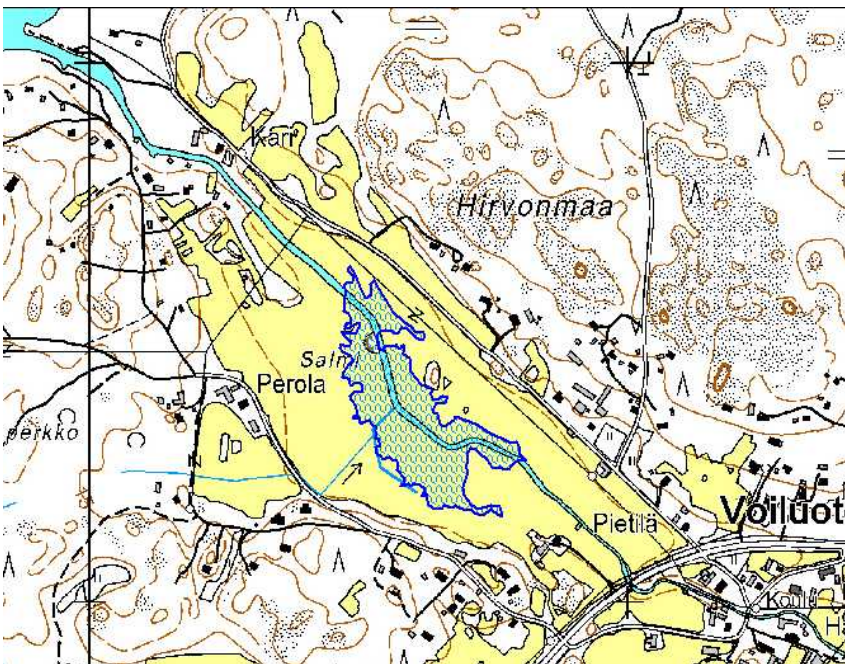 Kari
Hirvonmaa
Salmi
Perola
perkko
Pietilä
Voiluot
Koulu